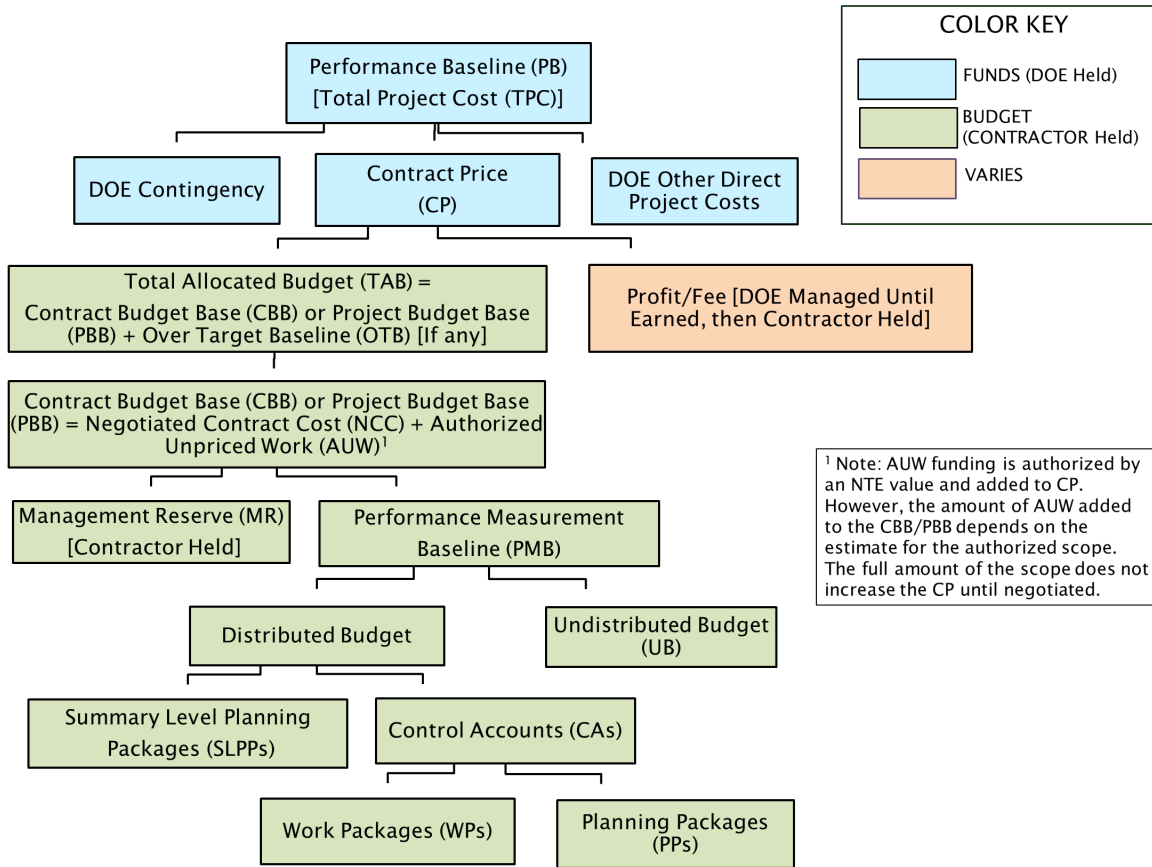 COLOR KEY
FUNDS (DOE Held)
BUDGET
(CONTRACTOR Held)
VARIES
Performance Baseline (PB)
[Total Project Cost (TPC)]
DOE Contingency
Contract Price
(CP)
DOE Other Direct
Project Costs
Total Allocated Budget (TAB) =
Contract Budget Base (CBB) or Project Budget Base
(PBB) + Over Target Baseline (OTB) [If any]
Profit/Fee [DOE Managed Until
Earned, then Contractor Held]
Contract Budget Base (CBB) or Project Budget Base
(PBB) = Negotiated Contract Cost (NCC) + Authorized
Unpriced Work (AUW)¹
¹ Note: AUW funding is authorized by
an NTE value and added to CP.
However, the amount of AUW added
to the CBB/PBB depends on the
estimate for the authorized scope.
The full amount of the scope does not
increase the CP until negotiated.
Management Reserve (MR)
[Contractor Held]
Performance Measurement
Baseline (PMB)
Distributed Budget
Undistributed Budget
(UB)
Summary Level Planning
Packages (SLPPs)
Control Accounts (CAs)
Work Packages (WPs)
Planning Packages
(PPs)